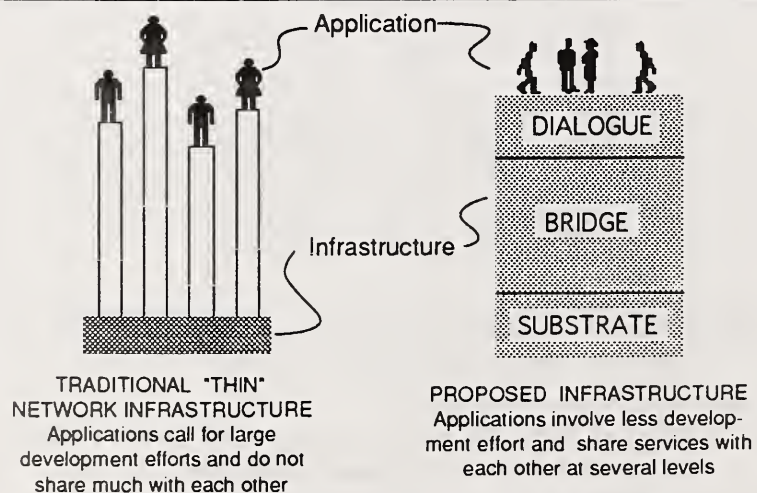 Application
DIALOGUE
BRIDGE
Infrastructure
SUBSTRATE
TRADITIONAL "THIN"
NETWORK INFRASTRUCTURE
Applications call for large
development efforts and do not
share much with each other
PROPOSED INFRASTRUCTURE
Applications involve less develop-
ment effort and share services with
each other at several levels